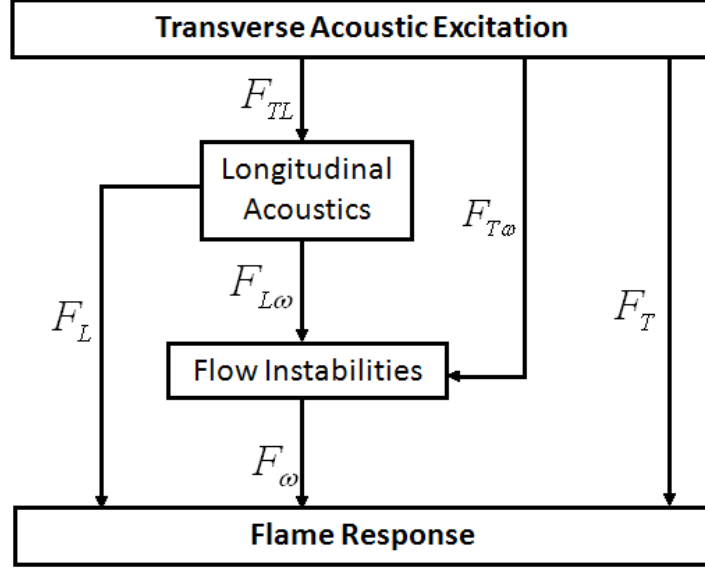 Transverse Acoustic Excitation
F_TL
Longitudinal
Acoustics
F_Tω
F_Lω
F_L
F_T
Flow Instabilities
F_ω
Flame Response